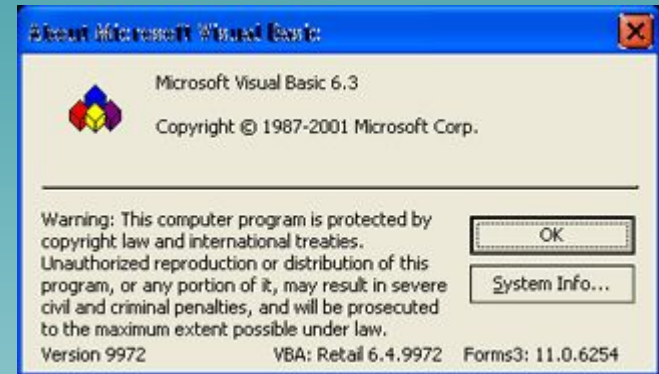 About Microsoft Visual Basic
Microsoft Visual Basic 6.3
Copyright © 1987-2001 Microsoft Corp.
Warning: This computer program is protected by
copyright law and international treaties.
Unauthorized reproduction or distribution of this
program, or any portion of it, may result in severe
civil and criminal penalties, and will be prosecuted
to the maximum extent possible under law.
OK
System Info...
Version 9972 VBA: Retail 6.4.9972 Forms3: 11.0.6254